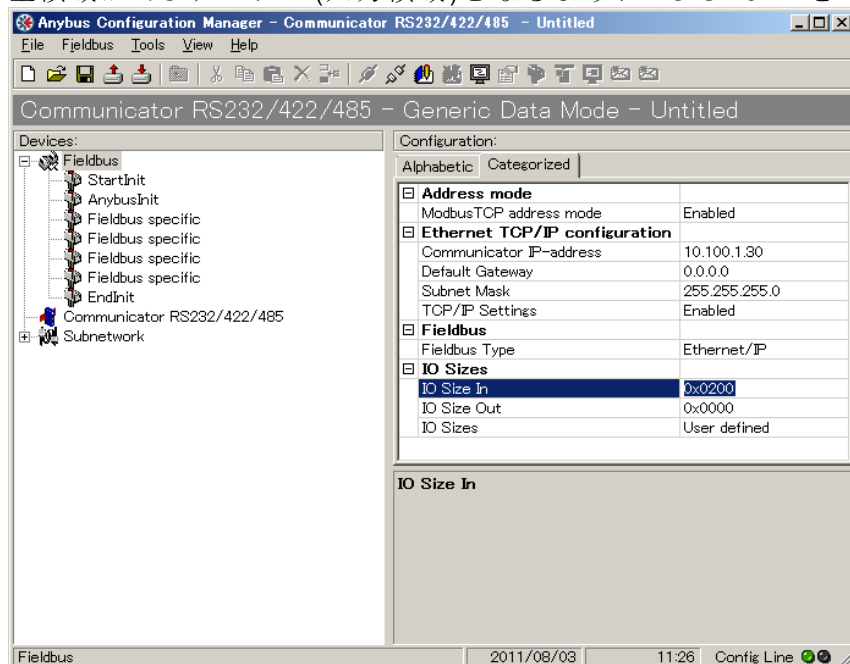 Anybus Configuration Manager - Communicator RS232/422/485 - Untitled
File Fieldbus Tools View Help
Communicator RS232/422/485 - Generic Data Mode - Untitled
Devices:
Fieldbus
StartInit
AnybusInit
Fieldbus specific
Fieldbus specific
Fieldbus specific
Fieldbus specific
EndInit
Communicator RS232/422/485
Subnetwork
Configuration:
Alphabetic Categorized
Address mode
ModbusTCP address mode Enabled
Ethernet TCP/IP configuration
Communicator IP-address 10.100.1.30
Default Gateway 0.0.0.0
Subnet Mask 255.255.255.0
TCP/IP Settings Enabled
Fieldbus
Fieldbus Type Ethernet/IP
IO Sizes
IO Size In 0x0200
IO Size Out 0x0000
IO Sizes User defined
IO Size In
Fieldbus 2011/08/03 11:26 Config Line